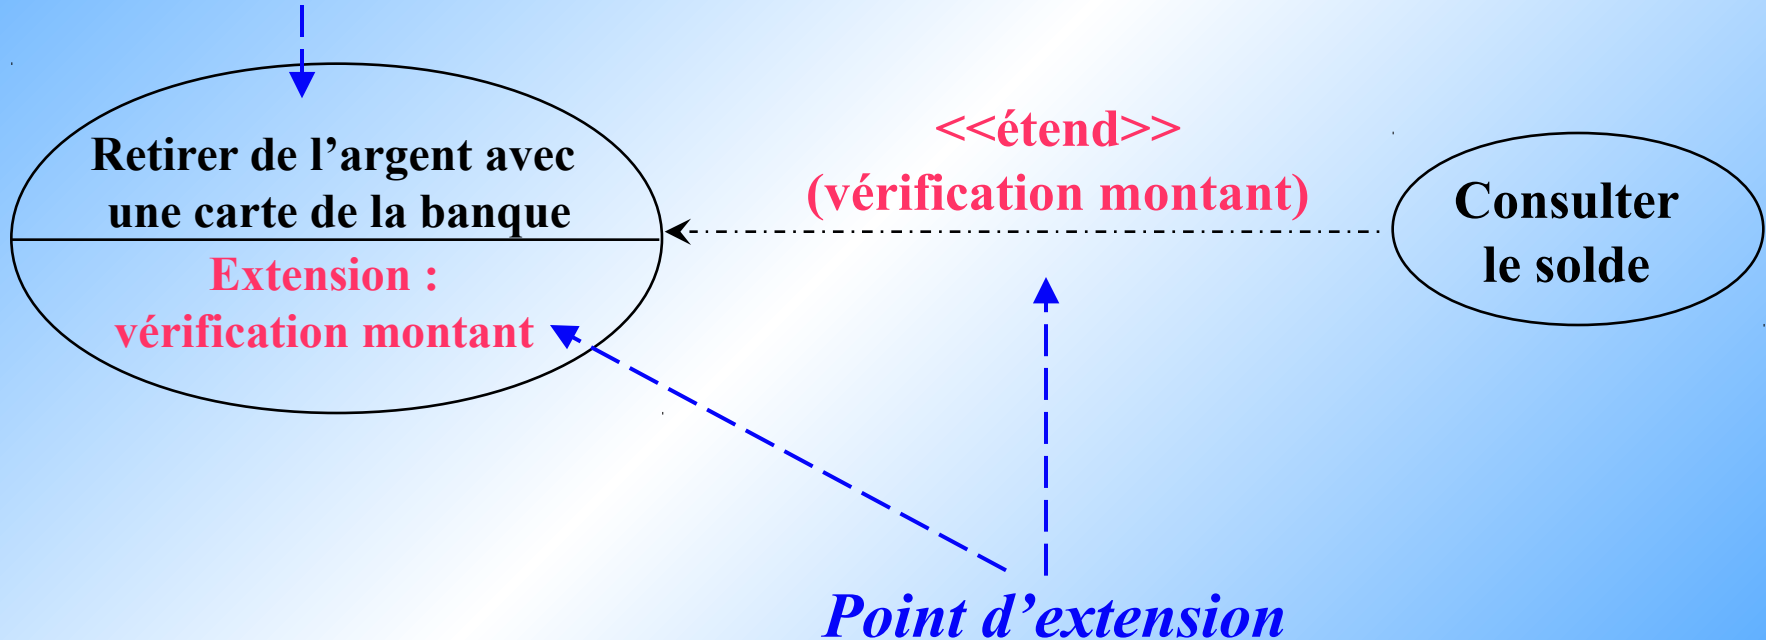 Retirer de l’argent avec
une carte de la banque
Extension :
vérification montant
<<étend>>
(vérification montant)
Consulter
le solde
Point d’extension